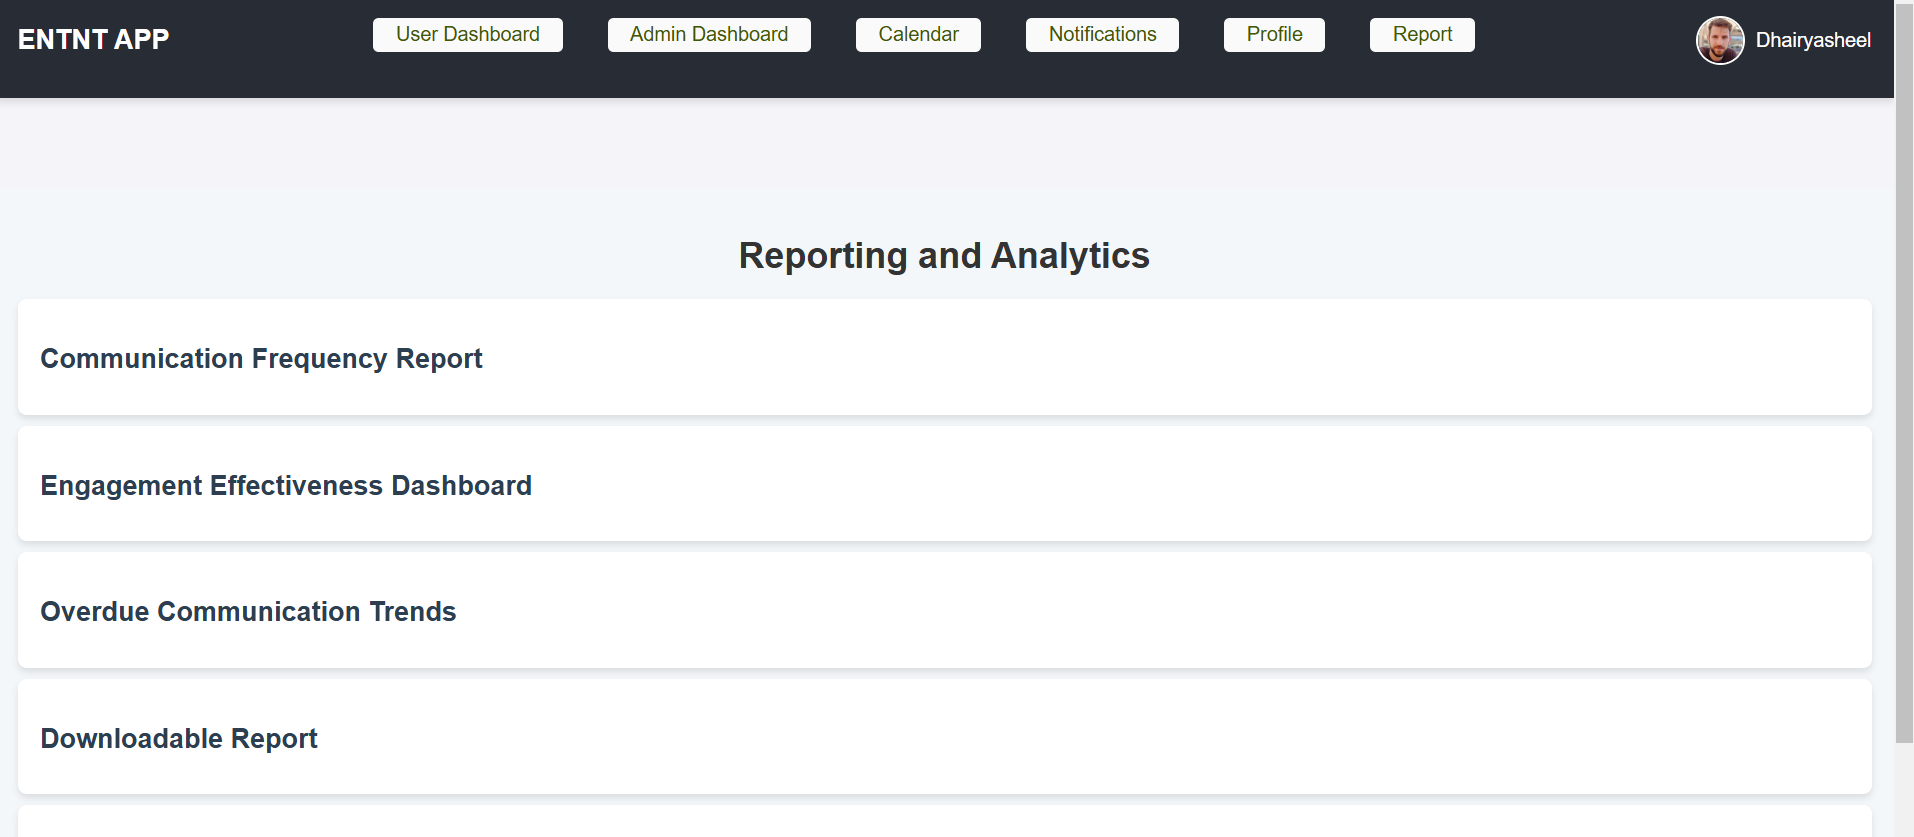 ENTNT APP
User Dashboard
Admin Dashboard
Calendar
Notifications
Profile
Report
Dhairyasheel
Reporting and Analytics
Communication Frequency Report
Engagement Effectiveness Dashboard
Overdue Communication Trends
Downloadable Report